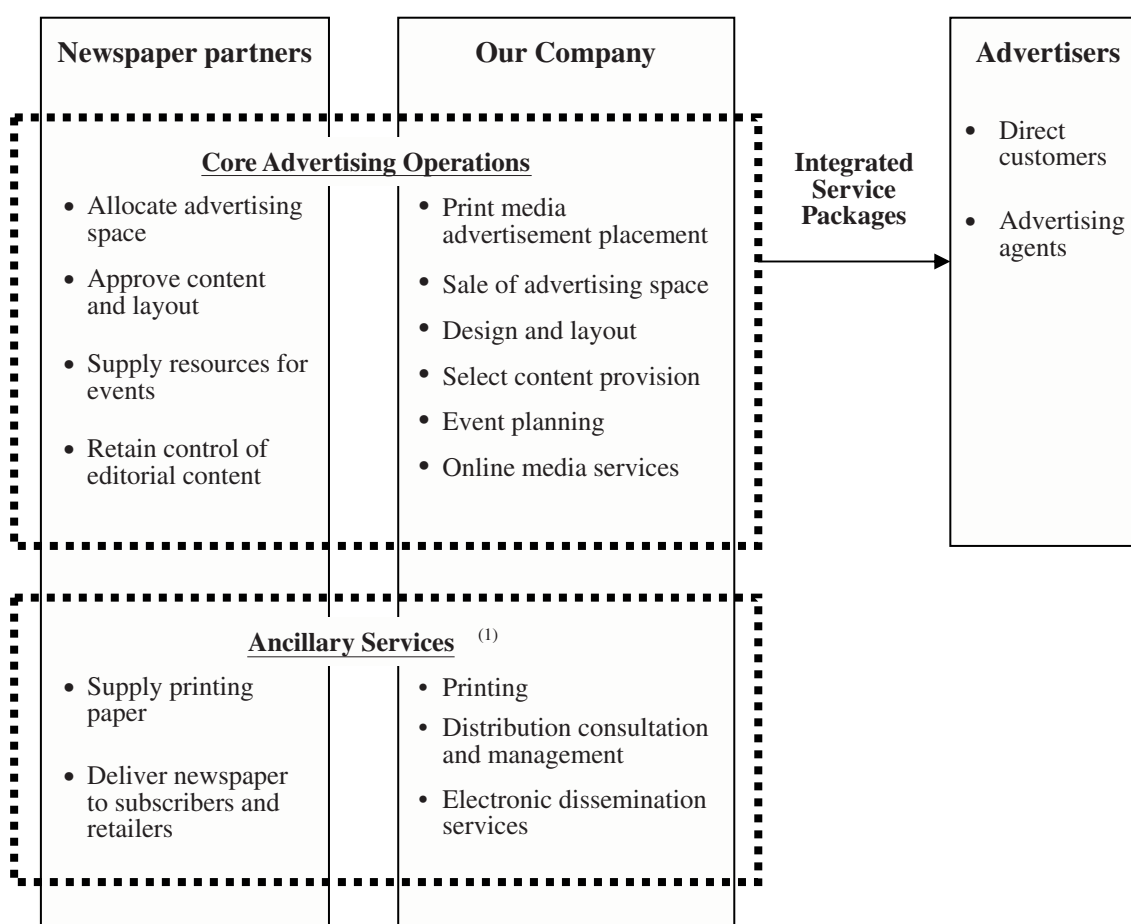 Newspaper partners
Our Company
Advertisers
Core Advertising Operations
• Allocate advertising
space
• Approve content
and layout
• Supply resources for
events
• Retain control of
editorial content
• Print media
advertisement placement
• Sale of advertising space
• Design and layout
• Select content provision
• Event planning
• Online media services
Integrated
Service
Packages
• Direct
customers
• Advertising
agents
Ancillary Services (1)
• Supply printing
paper
• Deliver newspaper
to subscribers and
retailers
• Printing
• Distribution consultation
and management
• Electronic dissemination
services